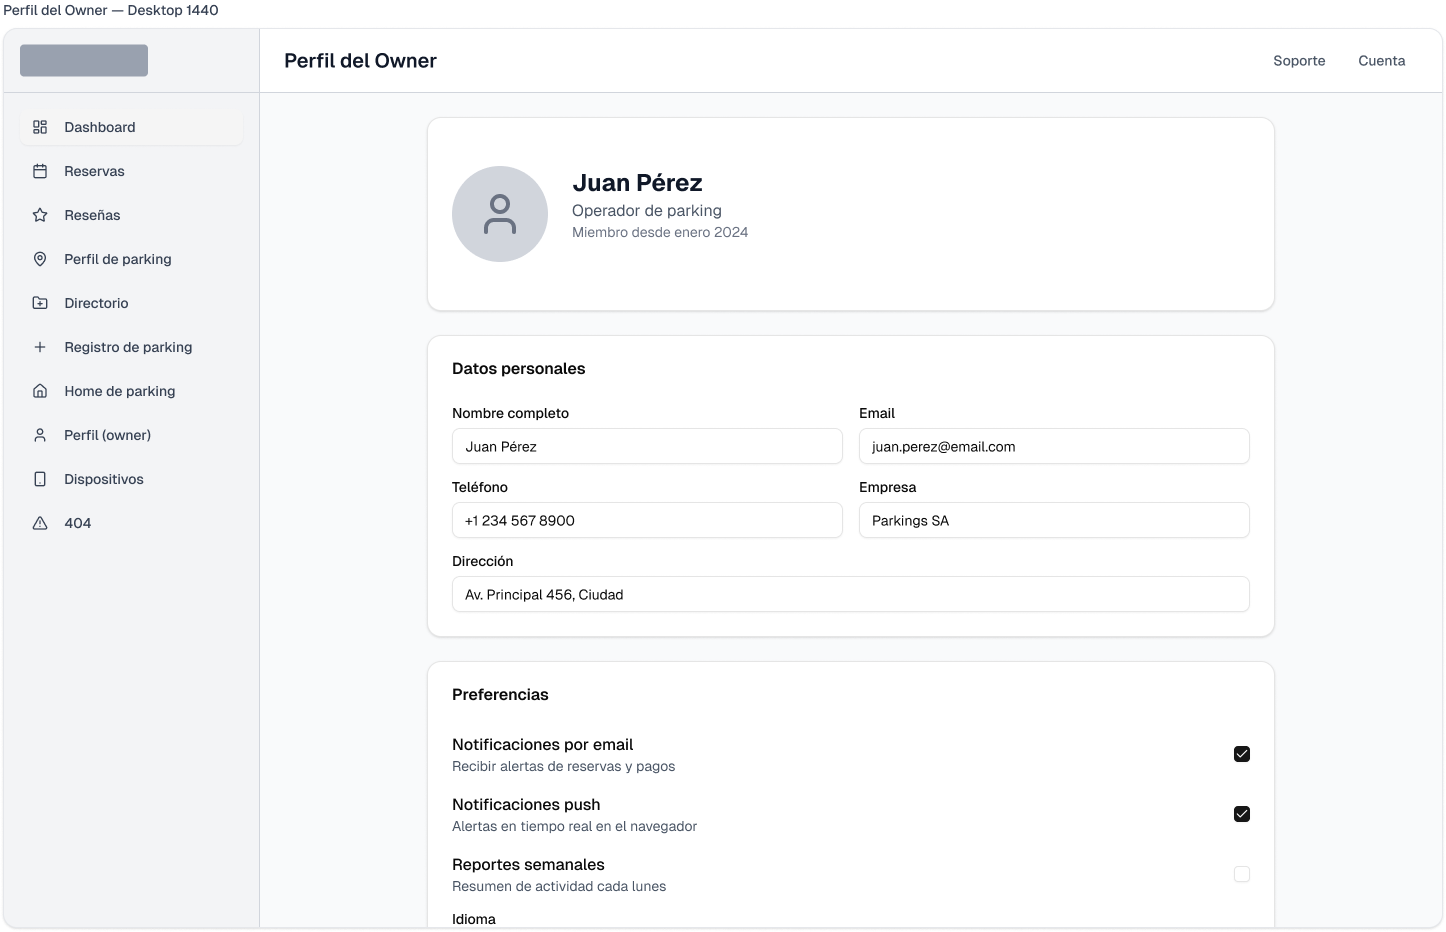 Perfil del Owner — Desktop 1440
Perfil del Owner
Soporte
Cuenta
Dashboard
Reservas
Reseñas
Perfil de parking
Directorio
Registro de parking
Home de parking
Perfil (owner)
Dispositivos
404
Juan Pérez
Operador de parking
Miembro desde enero 2024
Datos personales
Nombre completo
Juan Pérez
Email
juan.perez@email.com
Teléfono
+1 234 567 8900
Empresa
Parkings SA
Dirección
Av. Principal 456, Ciudad
Preferencias
Notificaciones por email
Recibir alertas de reservas y pagos
Notificaciones push
Alertas en tiempo real en el navegador
Reportes semanales
Resumen de actividad cada lunes
Idioma